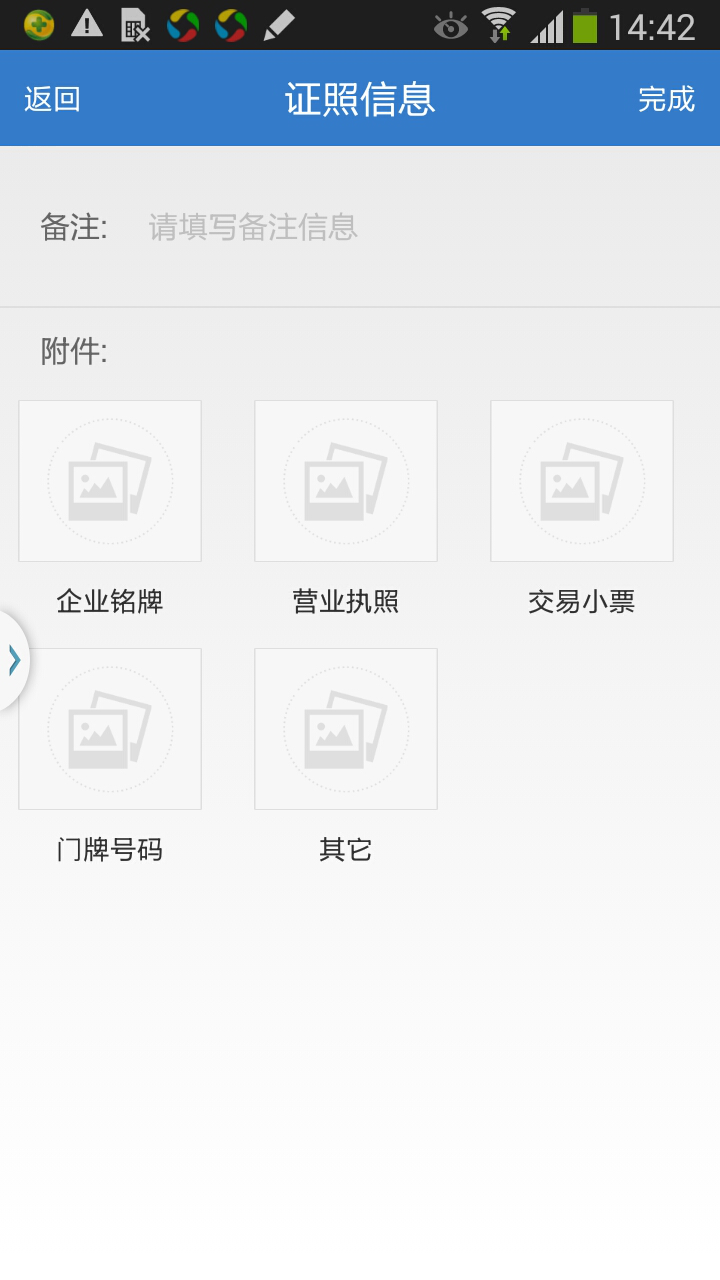 14:42
返回 证照信息 完成
备注: 请填写备注信息
附件:
企业铭牌 营业执照 交易小票
门牌号码 其它